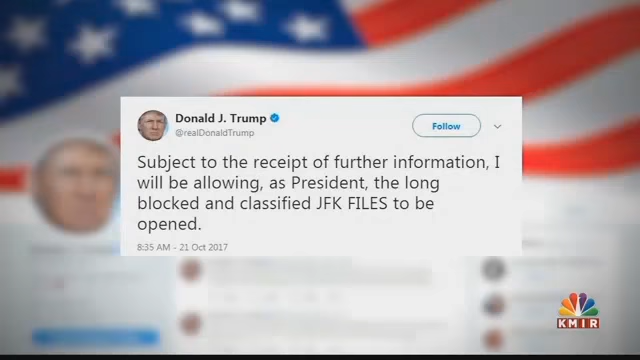 Donald J. Trump
@realDonaldTrump
Follow
Subject to the receipt of further information, I
will be allowing, as President, the long
blocked and classified JFK FILES to be
opened.
8:35 AM - 21 Oct 2017
KMIR